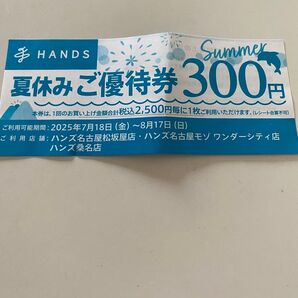 HANDS
Summer
夏休みご優待券300円
本券は、1回のお買い上げ金額合計税込2,500円毎に1枚ご利用いただけます。(レシート合算不可)
ご利用可能期間:2025年7月18日(金)~8月17日(日)
ご利用店舗:ハンズ名古屋松坂屋店・ハンズ名古屋モゾ ワンダーシティ店
ハンズ桑名店